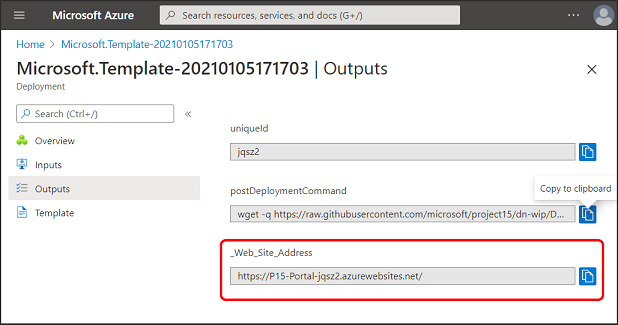 Microsoft Azure
Search resources, services, and docs (G+/)
Home > Microsoft.Template-20210105171703
Microsoft.Template-20210105171703 | Outputs
Deployment
Search (Ctrl+/)
Overview
Inputs
Outputs
Template
uniqueId
jqsz2
postDeploymentCommand
Copy to clipboard
wget -q https://raw.githubusercontent.com/microsoft/project15/dn-wip/D...
_Web_Site_Address
https://P15-Portal-jqsz2.azurewebsites.net/